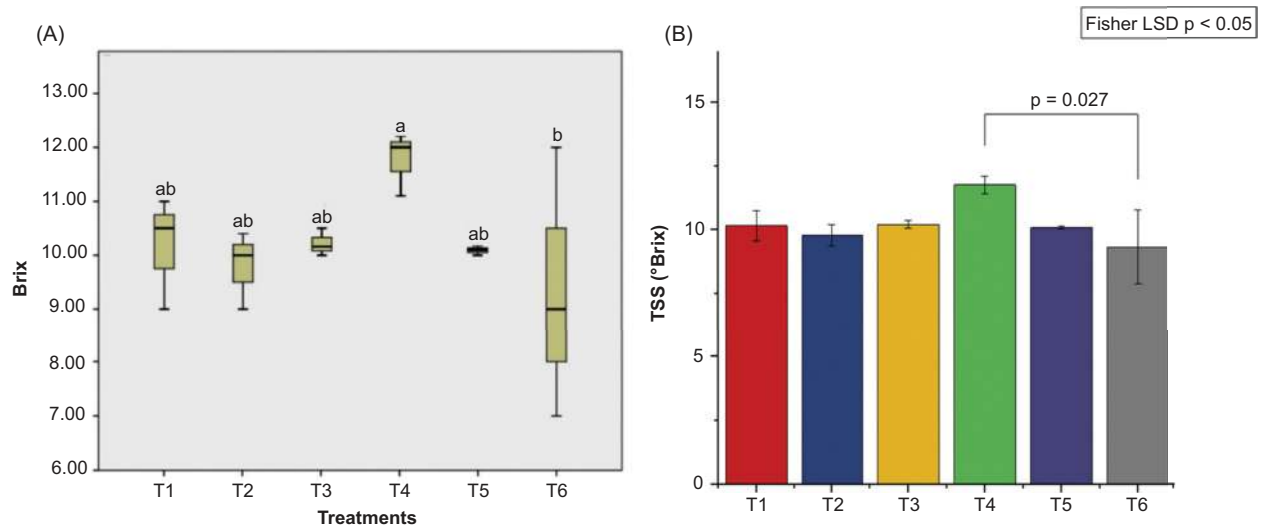 (A)
13.00
12.00
11.00
10.00
9.00
8.00
7.00
6.00
Brix
ab
ab
ab
a
ab
b
T1 T2 T3 T4 T5 T6
Treatments
(B)
Fisher LSD p < 0.05
p = 0.027
15
10
5
0
TSS (°Brix)
T1 T2 T3 T4 T5 T6